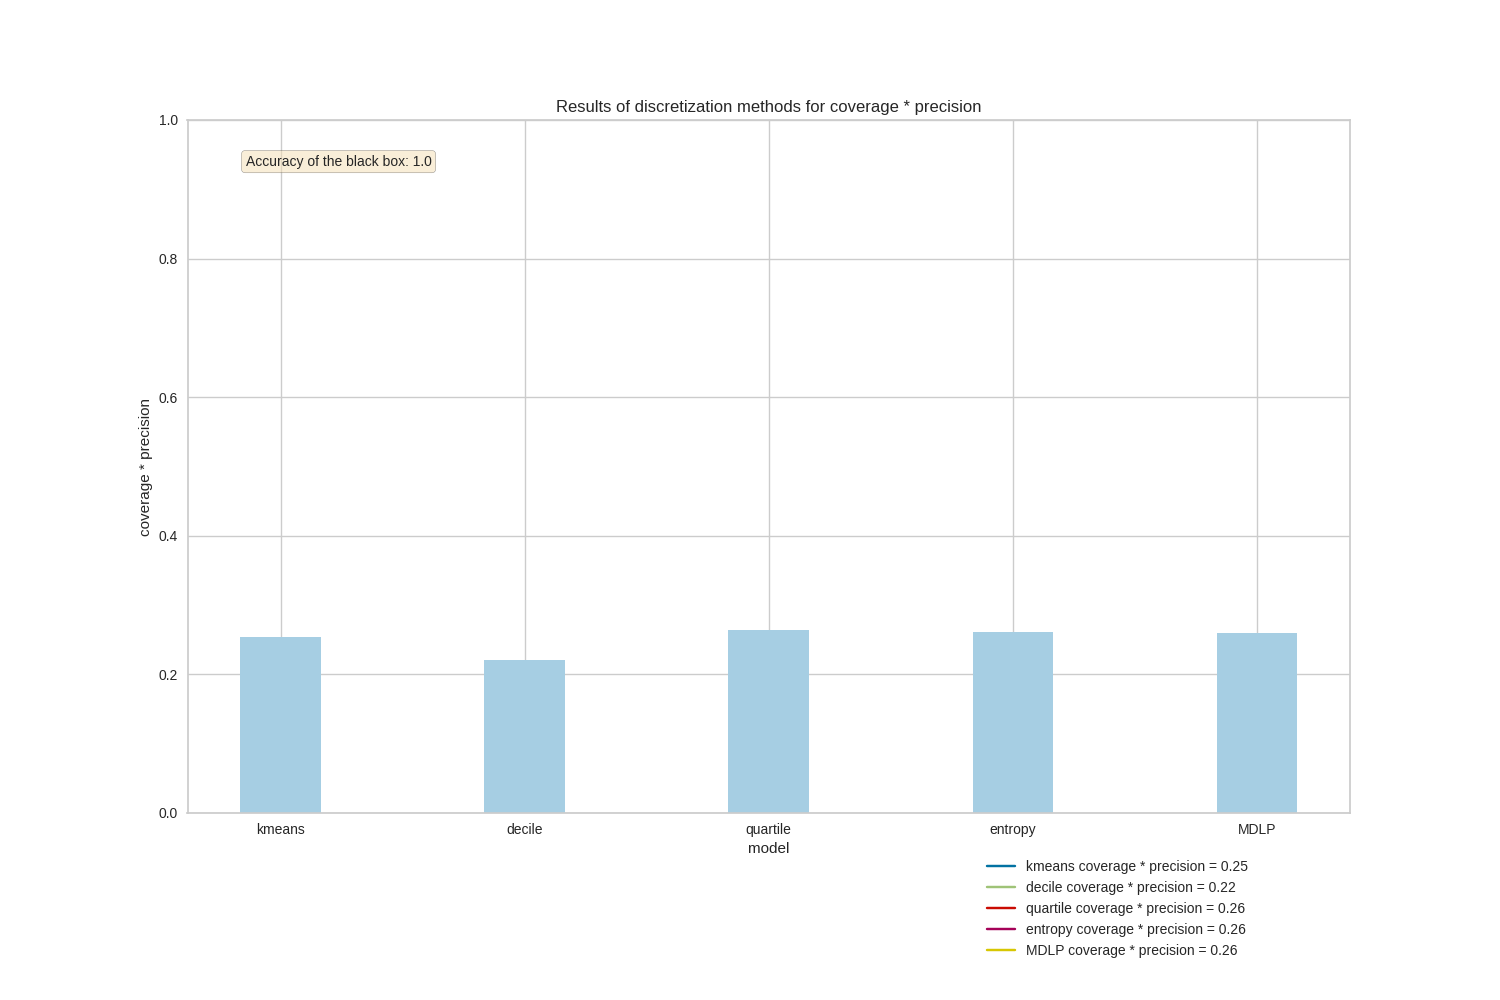 Results of discretization methods for coverage * precision
1.0
Accuracy of the black box: 1.0
0.8
0.6
coverage * precision
0.4
0.2
0.0
kmeans decile quartile entropy MDLP
model
kmeans coverage * precision = 0.25
decile coverage * precision = 0.22
quartile coverage * precision = 0.26
entropy coverage * precision = 0.26
MDLP coverage * precision = 0.26